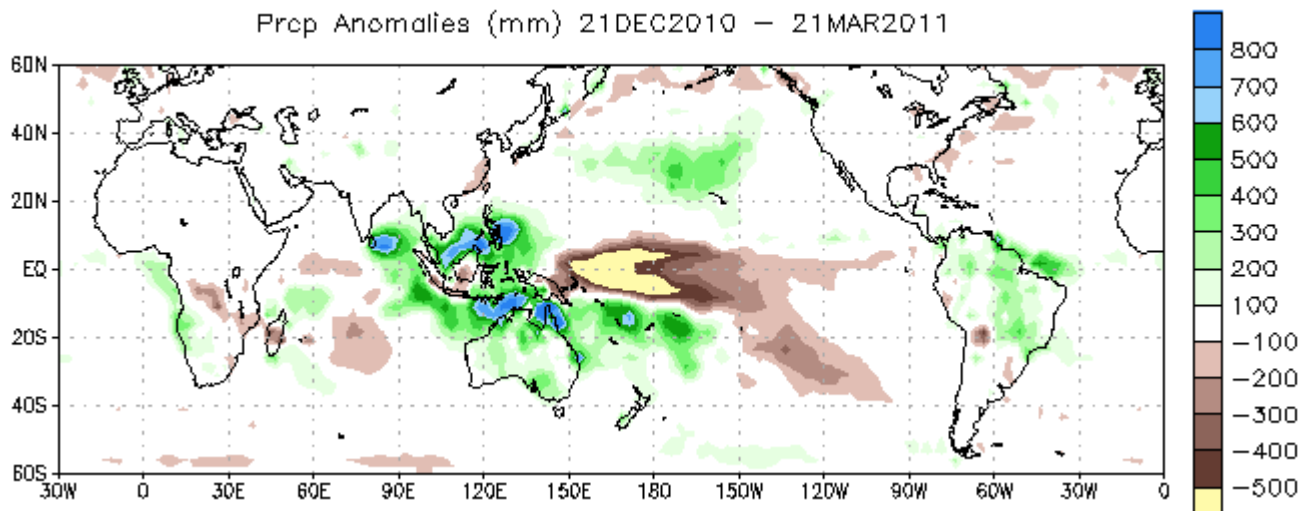 Prcp Anomalies (mm) 21DEC2010 – 21MAR2011
60N
40N
20N
EQ
20S
40S
60S
30W 0 30E 60E 90E 120E 150E 180 150W 120W 90W 60W 30W 0
800
700
600
500
400
300
200
100
−100
−200
−300
−400
−500